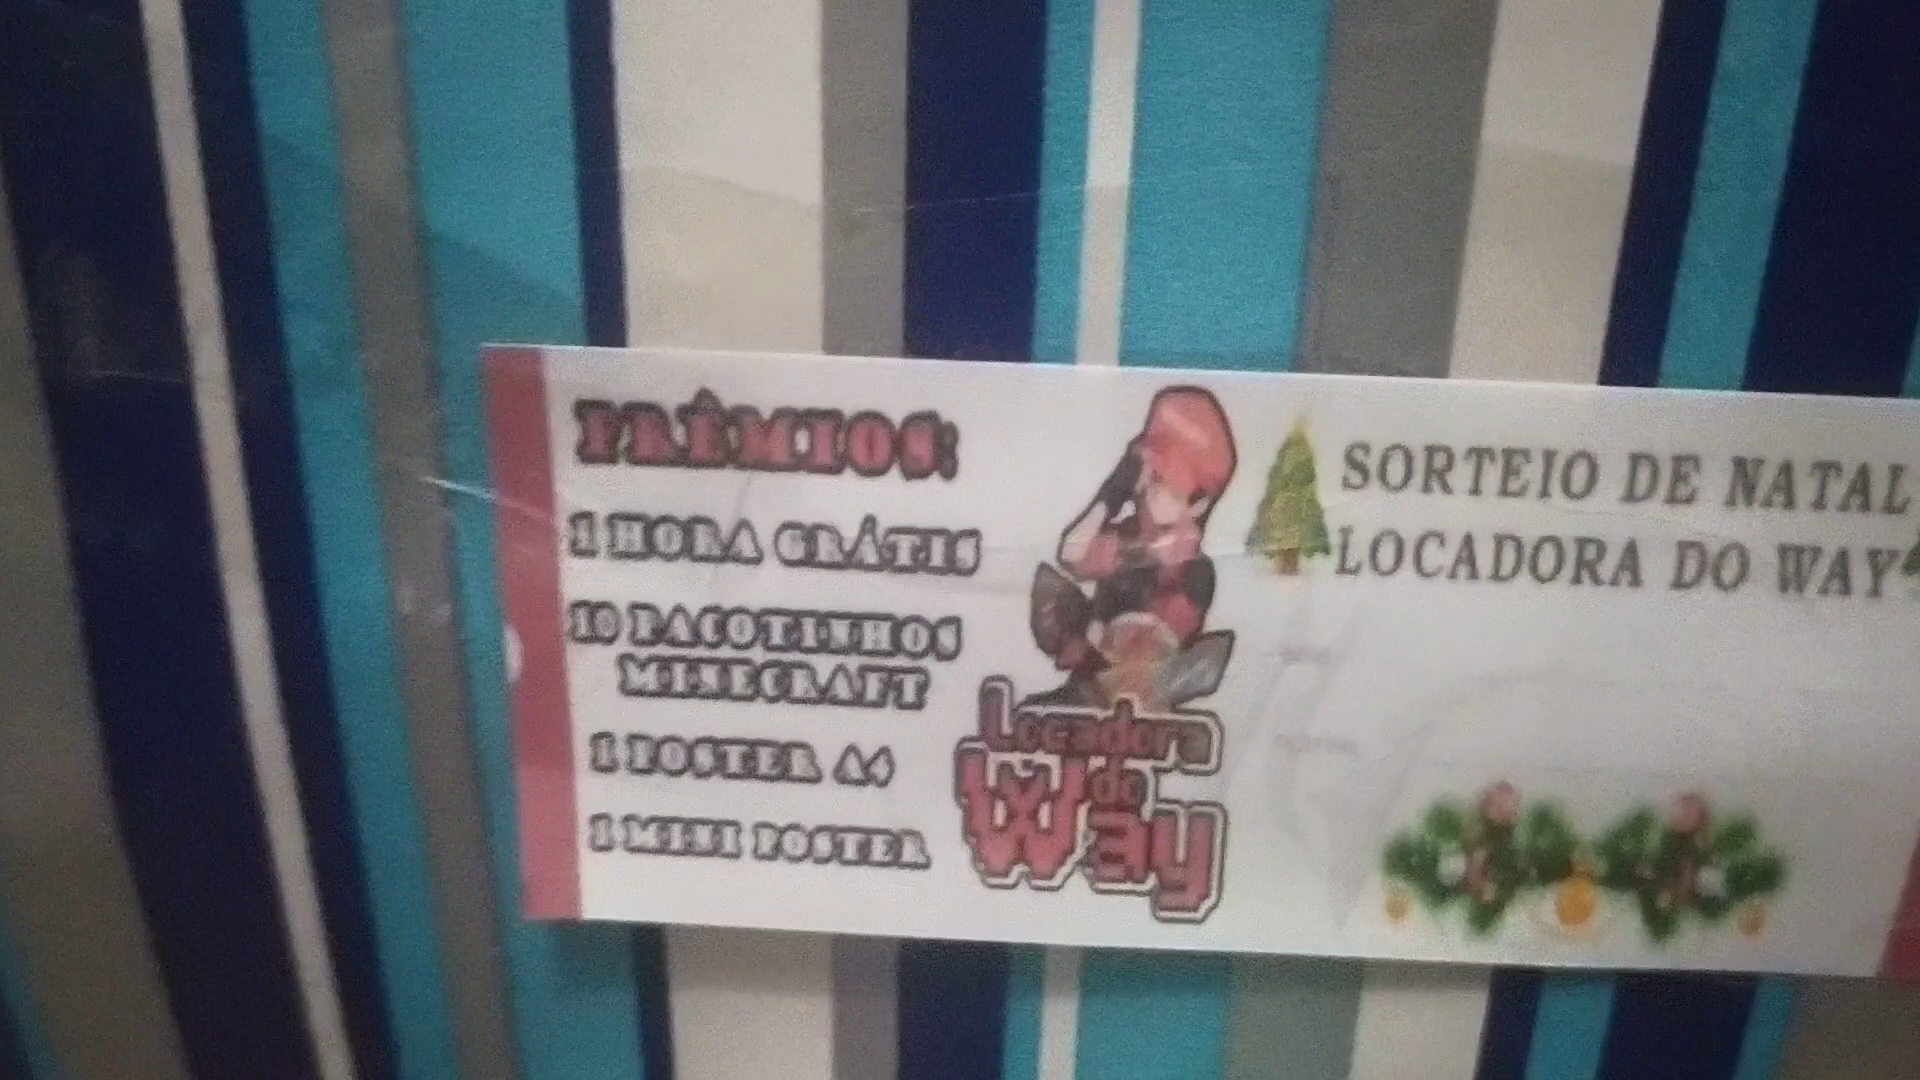 PRÊMIOS:
1 HORA GRÁTIS
10 PACOTINHOS
MINECRAFT
1 POSTER A4
1 MINI POSTER
Locadora
do
Way
SORTEIO DE NATAL
LOCADORA DO WAY